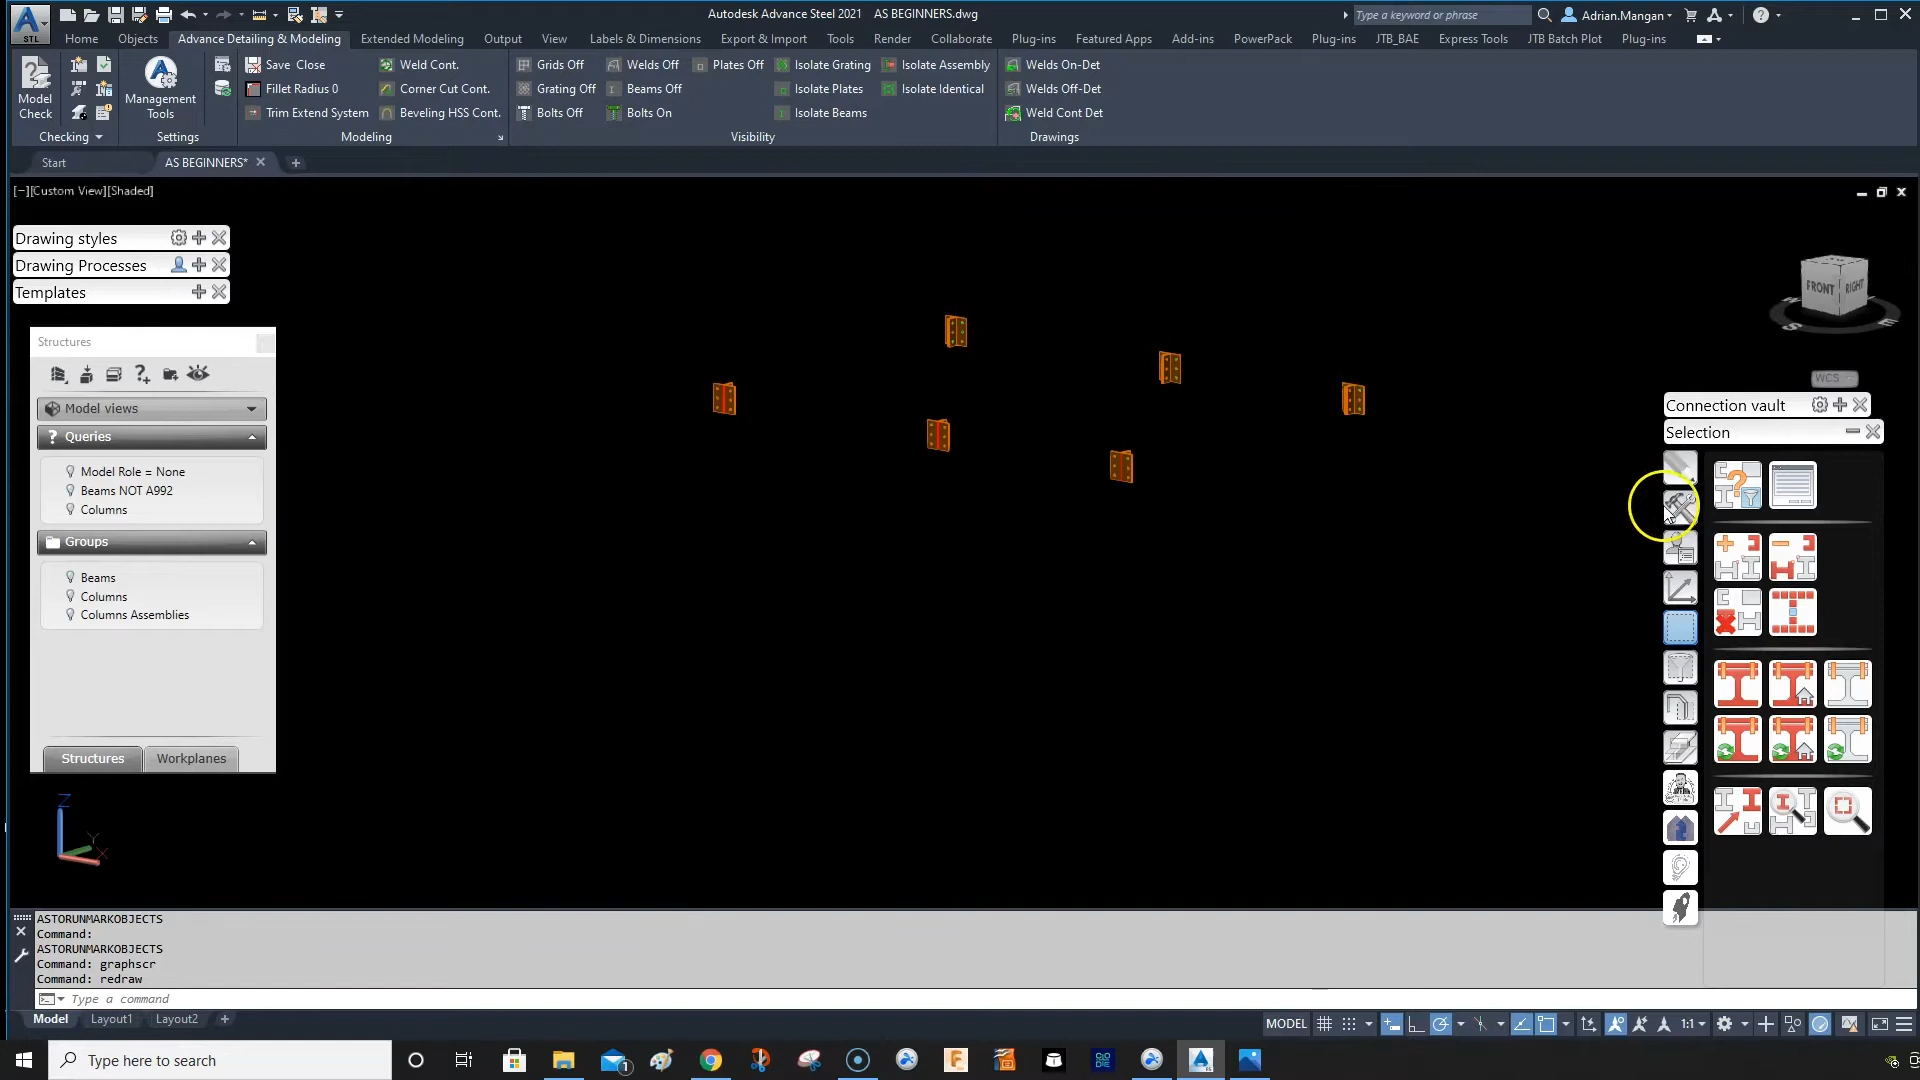 Autodesk Advance Steel 2021 AS BEGINNERS.dwg
Type a keyword or phrase
Adrian.Mangan
STL
Home Objects Advance Detailing & Modeling Extended Modeling Output View Labels & Dimensions Export & Import Tools Render Collaborate Plug-ins Featured Apps Add-ins PowerPack Plug-ins JTB_BAE Express Tools JTB Batch Plot Plug-ins
Model Check
Management Tools
Save Close
Fillet Radius 0
Trim Extend System
Weld Cont.
Corner Cut Cont.
Beveling HSS Cont.
Grids Off
Grating Off
Bolts Off
Welds Off
Beams Off
Bolts On
Plates Off
Isolate Grating
Isolate Plates
Isolate Beams
Isolate Assembly
Isolate Identical
Welds On-Det
Welds Off-Det
Weld Cont Det
Checking Settings Modeling Visibility Drawings
Start AS BEGINNERS*
[−][Custom View][Shaded]
Drawing styles
Drawing Processes
Templates
Structures
Model views
Queries
Model Role = None
Beams NOT A992
Columns
Groups
Beams
Columns
Columns Assemblies
Structures Workplanes
Z
Y
X
FRONT RIGHT
S
E
WCS
Connection vault
Selection
ASTORUNMARKOBJECTS
Command:
ASTORUNMARKOBJECTS
Command: graphscr
Command: redraw
Type a command
Model Layout1 Layout2
MODEL
1:1
Type here to search
1